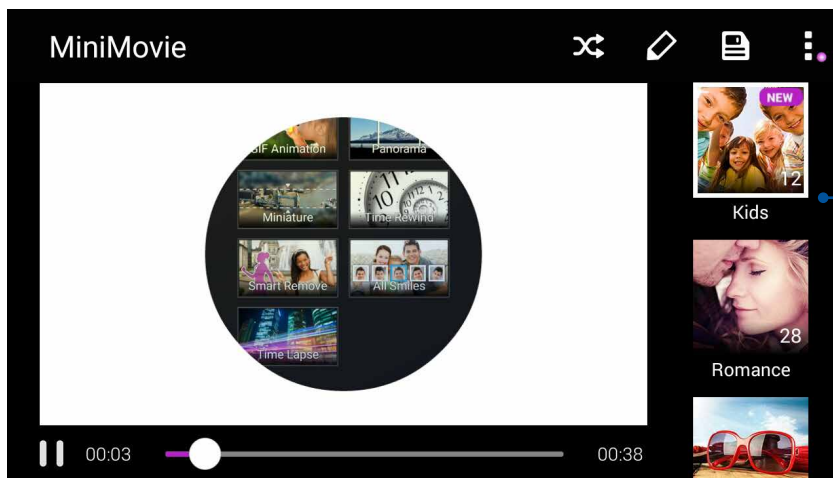 MiniMovie
NEW
12
Kids
GIF Animation
Panorama
Miniature
Time Rewind
Smart Remove
All Smiles
Time Lapse
28
Romance
00:03
00:38